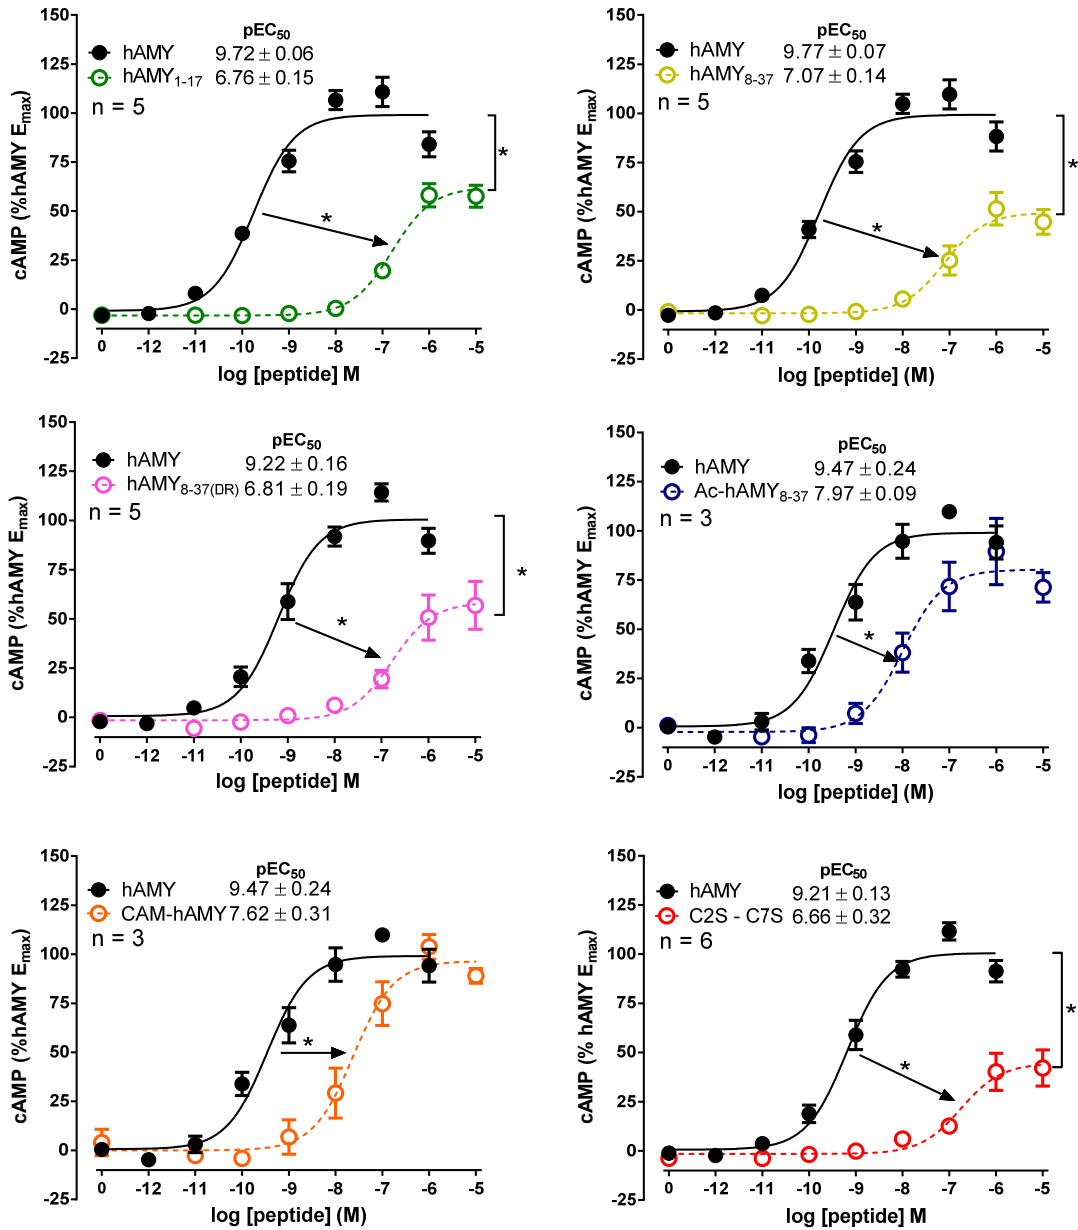 150
125
100
75
50
25
0
-25
cAMP (%hAMY Emax)
pEC50
hAMY 9.72 ± 0.06
hAMY1-17 6.76 ± 0.15
n = 5
*
*
0 -12 -11 -10 -9 -8 -7 -6 -5
log [peptide] M
150
125
100
75
50
25
0
-25
cAMP (%hAMY Emax)
pEC50
hAMY 9.77 ± 0.07
hAMY8-37 7.07 ± 0.14
n = 5
*
*
0 -12 -11 -10 -9 -8 -7 -6 -5
log [peptide] (M)
150
125
100
75
50
25
0
-25
cAMP (%hAMY Emax)
pEC50
hAMY 9.22 ± 0.16
hAMY8-37(DR) 6.81 ± 0.19
n = 5
*
*
0 -12 -11 -10 -9 -8 -7 -6 -5
log [peptide] M
150
125
100
75
50
25
0
-25
cAMP (%hAMY Emax)
pEC50
hAMY 9.47 ± 0.24
Ac-hAMY8-37 7.97 ± 0.09
n = 3
*
0 -12 -11 -10 -9 -8 -7 -6 -5
log [peptide] (M)
150
125
100
75
50
25
0
-25
cAMP (%hAMY Emax)
pEC50
hAMY 9.47 ± 0.24
CAM-hAMY 7.62 ± 0.31
n = 3
*
0 -12 -11 -10 -9 -8 -7 -6 -5
log [peptide] (M)
150
125
100
75
50
25
0
-25
cAMP (% hAMY Emax)
pEC50
hAMY 9.21 ± 0.13
C2S - C7S 6.66 ± 0.32
n = 6
*
*
0 -12 -11 -10 -9 -8 -7 -6 -5
log [peptide] M